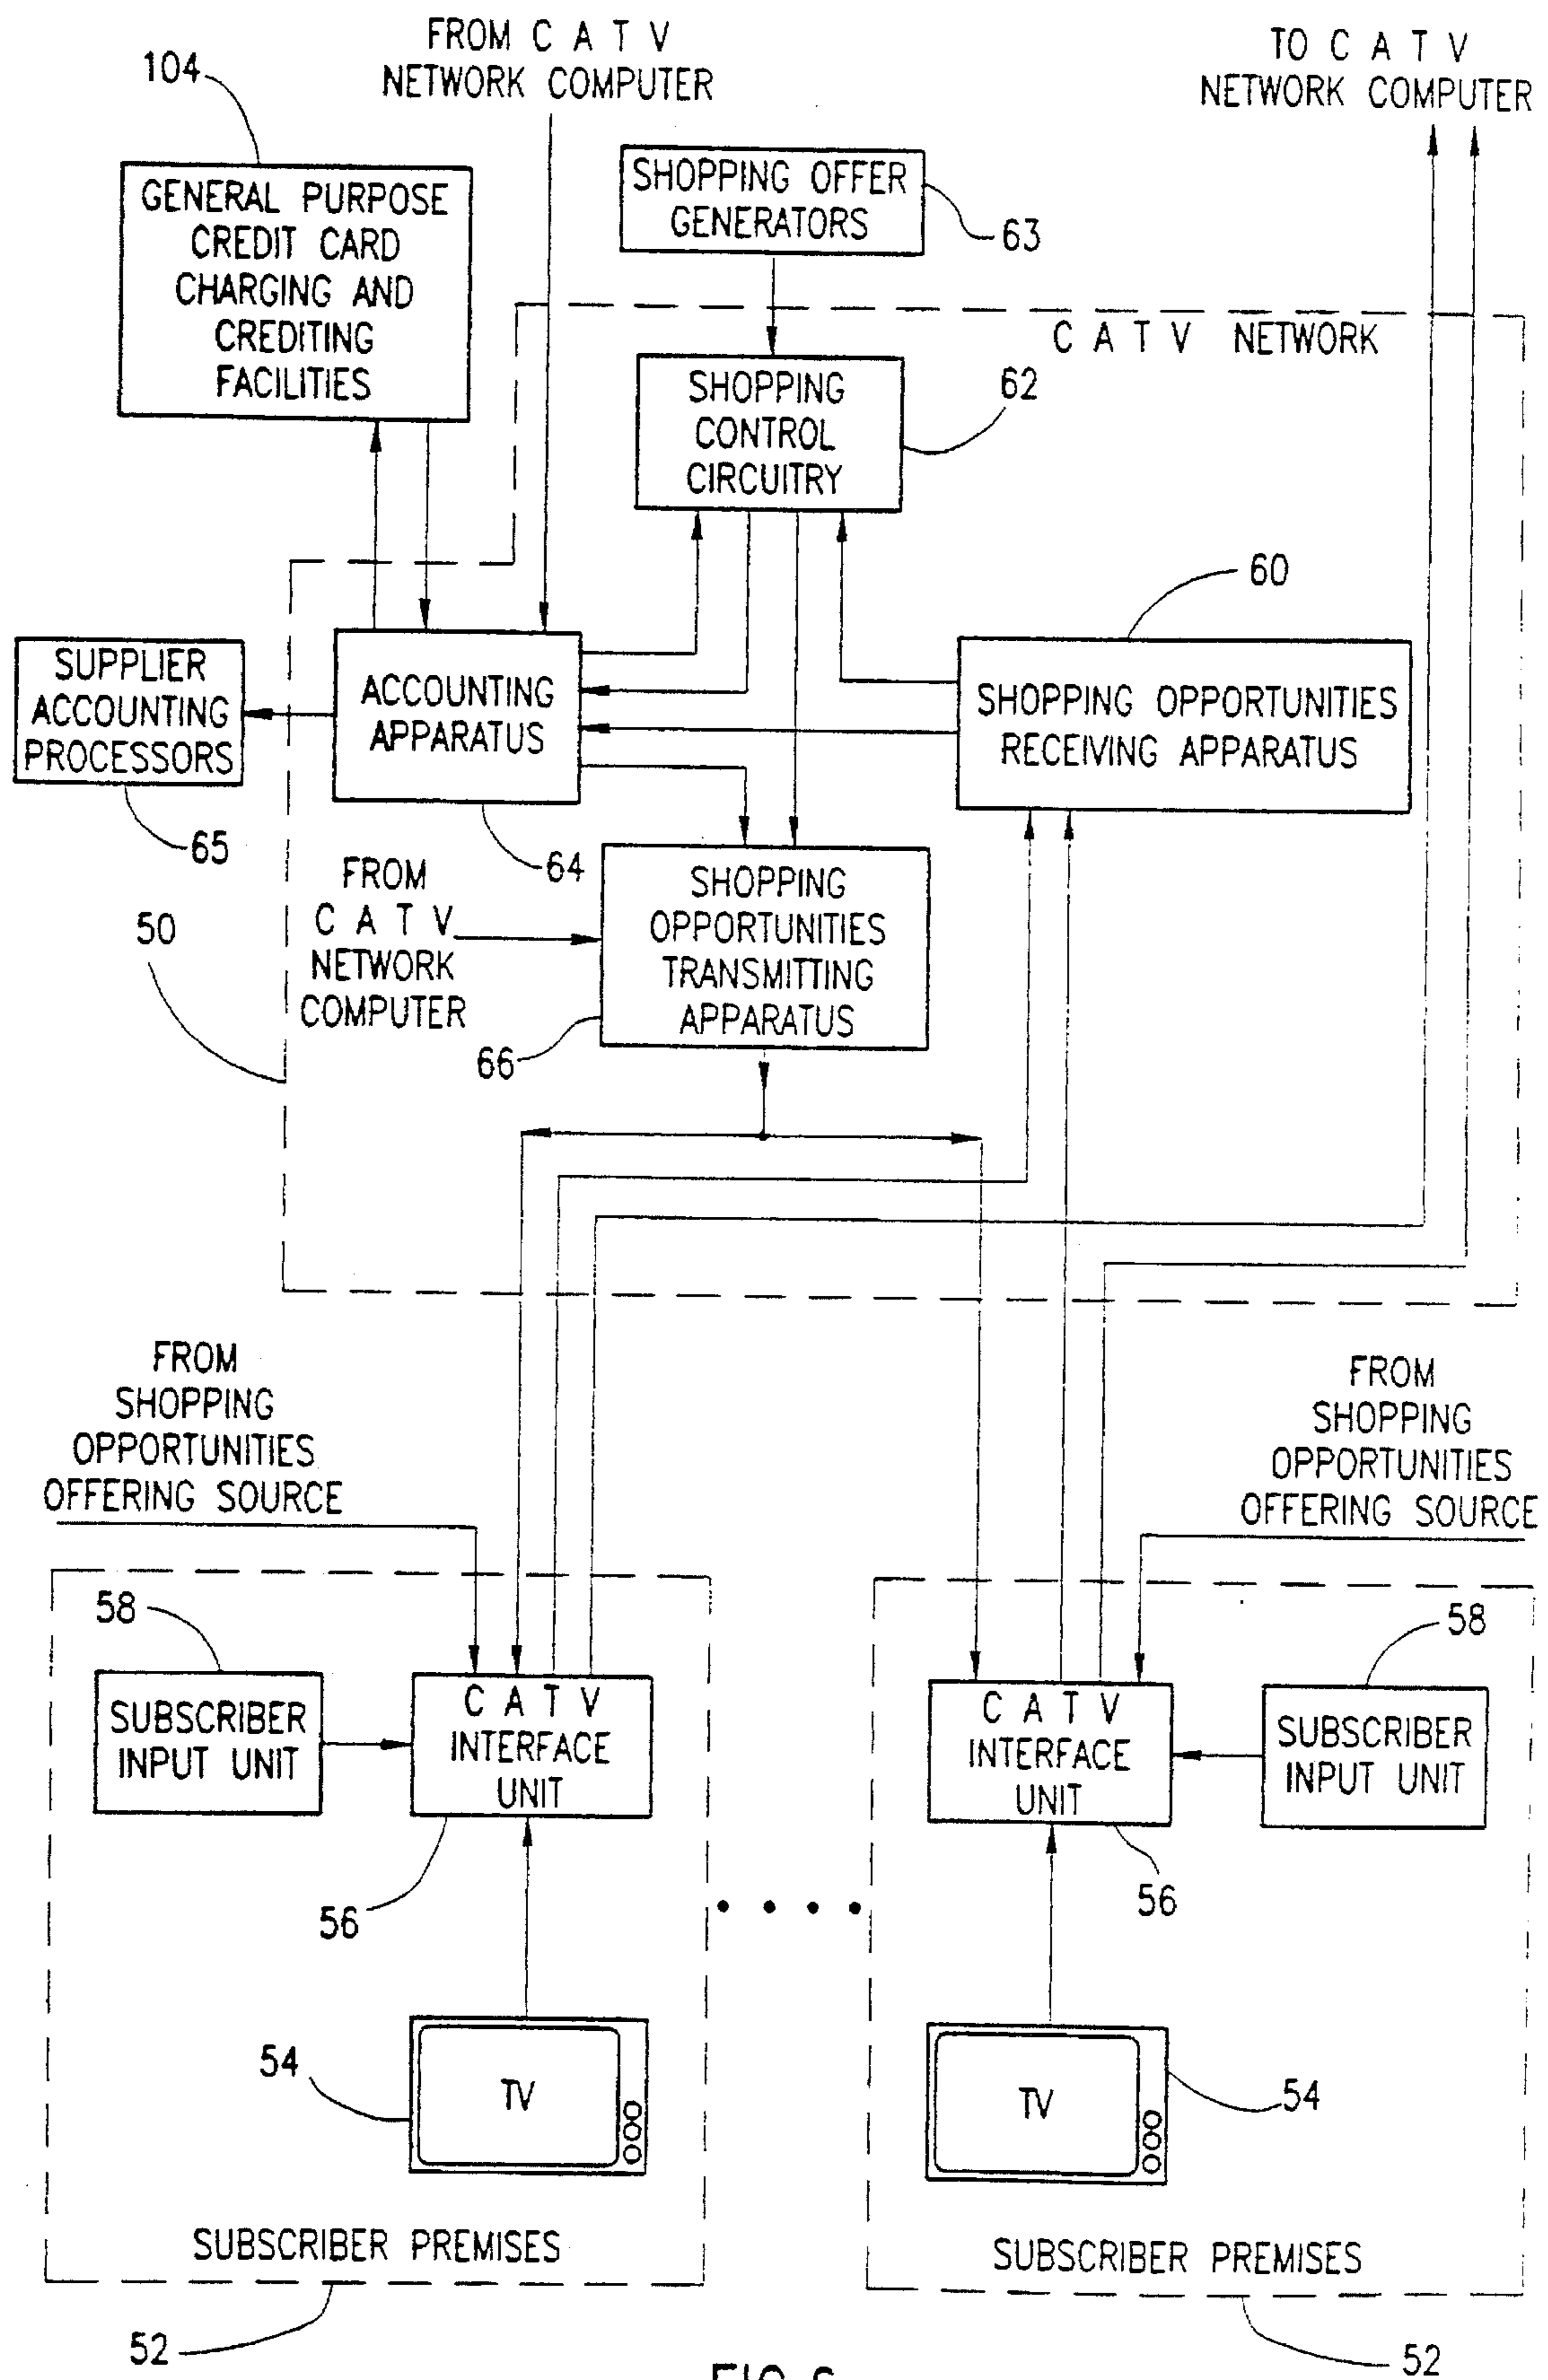 FROM C A T V
NETWORK COMPUTER
TO C A T V
NETWORK COMPUTER
104
GENERAL PURPOSE
CREDIT CARD
CHARGING AND
CREDITING
FACILITIES
SHOPPING OFFER
GENERATORS
63
C A T V NETWORK
SHOPPING
CONTROL
CIRCUITRY
62
60
SUPPLIER
ACCOUNTING
PROCESSORS
65
ACCOUNTING
APPARATUS
64
SHOPPING OPPORTUNITIES
RECEIVING APPARATUS
50
FROM
C A T V
NETWORK
COMPUTER
SHOPPING
OPPORTUNITIES
TRANSMITTING
APPARATUS
66
FROM
SHOPPING
OPPORTUNITIES
OFFERING SOURCE
FROM
SHOPPING
OPPORTUNITIES
OFFERING SOURCE
58
SUBSCRIBER
INPUT UNIT
C A T V
INTERFACE
UNIT
56
TV
54
SUBSCRIBER PREMISES
52
C A T V
INTERFACE
UNIT
56
58
SUBSCRIBER
INPUT UNIT
TV
54
SUBSCRIBER PREMISES
52